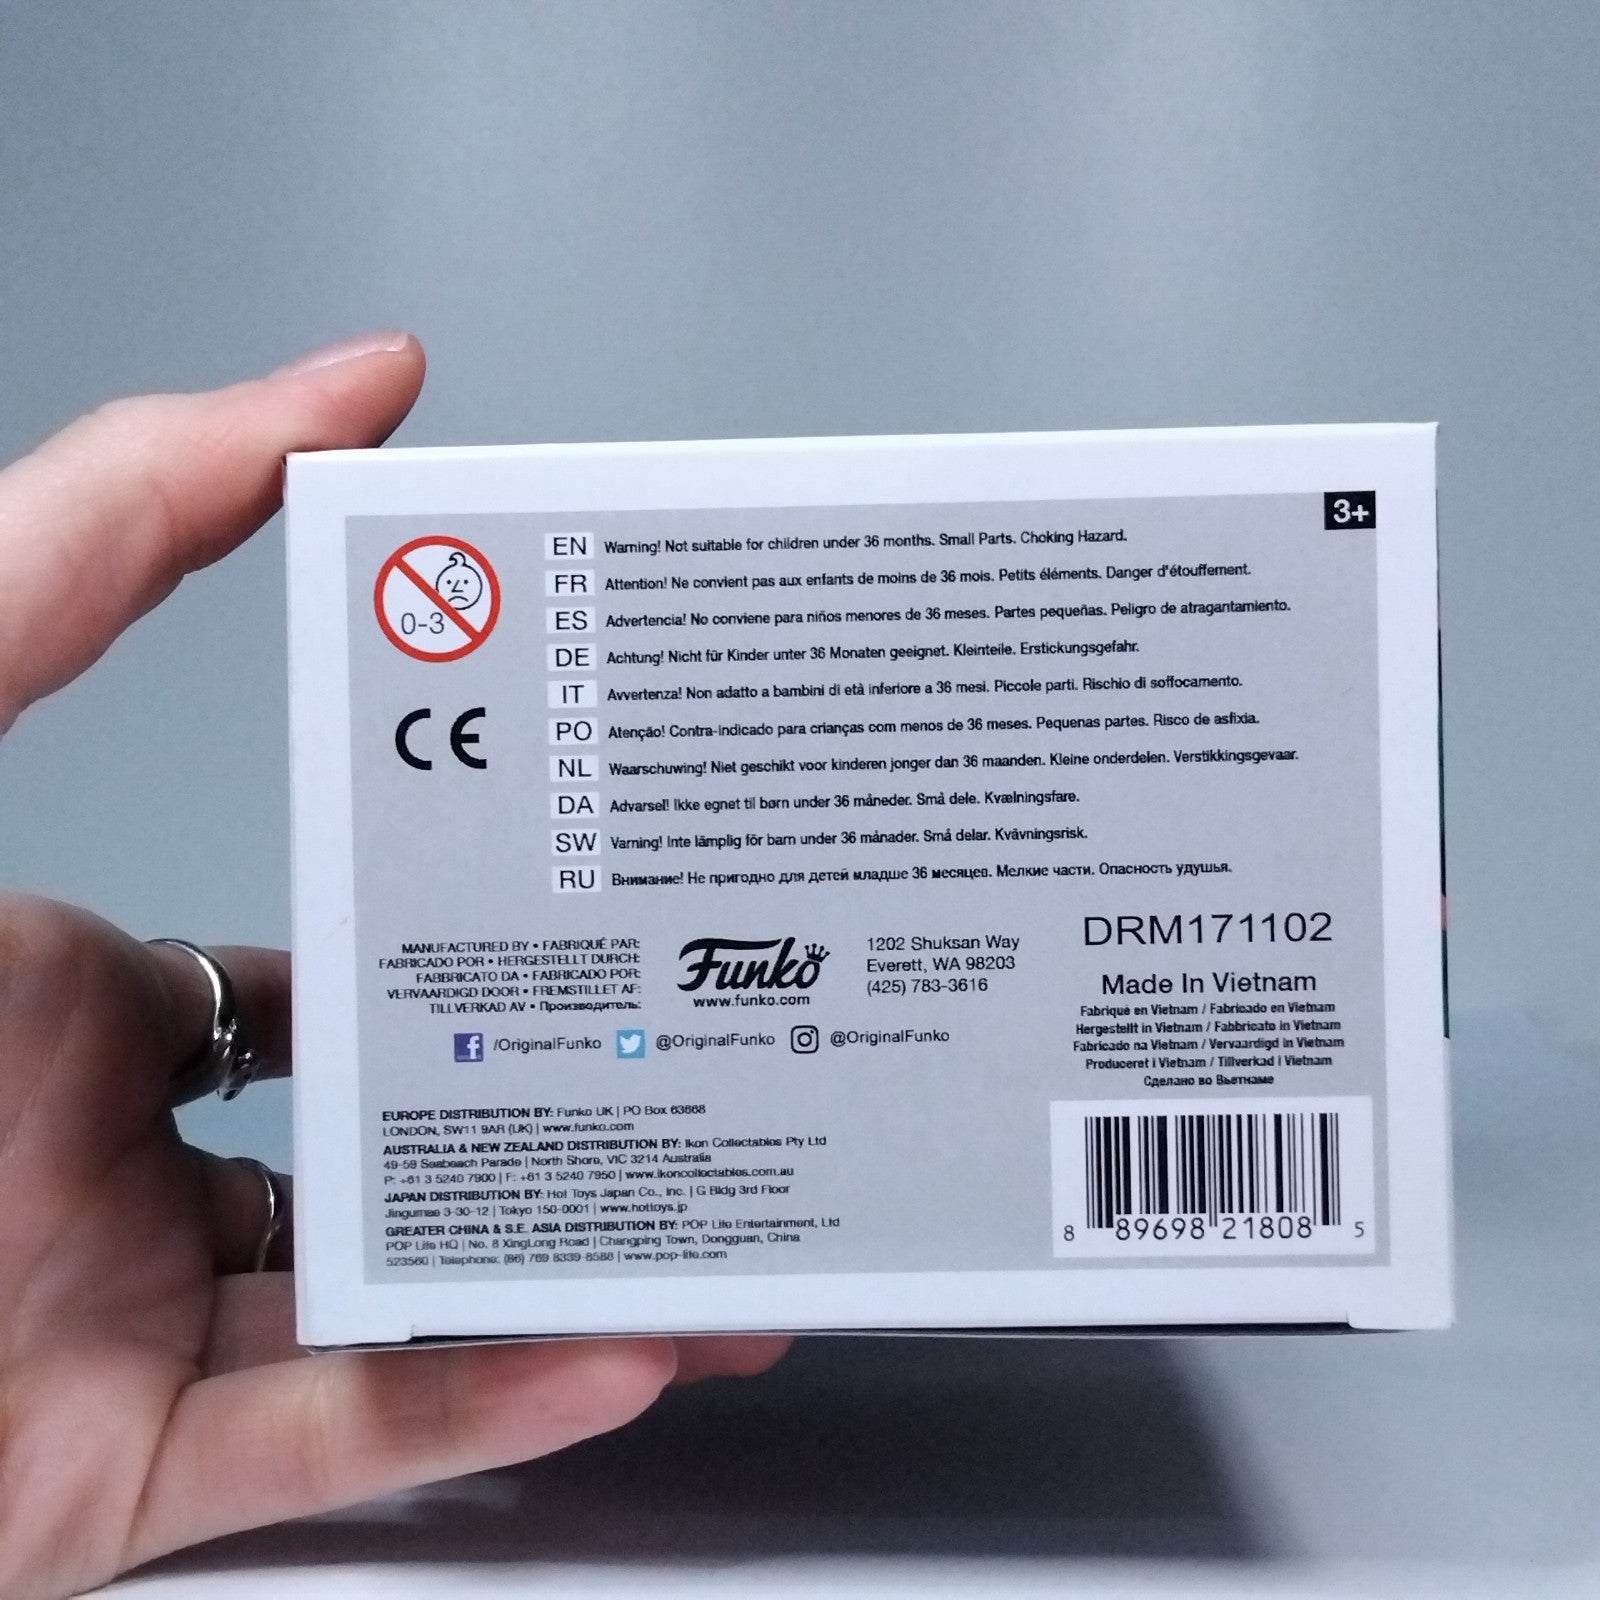 3+
0-3
EN Warning! Not suitable for children under 36 months. Small Parts. Choking Hazard.
FR Attention! Ne convient pas aux enfants de moins de 36 mois. Petits éléments. Danger d'étouffement.
ES Advertencia! No conviene para niños menores de 36 meses. Partes pequeñas. Peligro de atragantamiento.
DE Achtung! Nicht für Kinder unter 36 Monaten geeignet. Kleinteile. Erstickungsgefahr.
IT Avvertenza! Non adatto a bambini di età inferiore a 36 mesi. Piccole parti. Rischio di soffocamento.
PO Atenção! Contra-indicado para crianças com menos de 36 meses. Pequenas partes. Risco de asfixia.
NL Waarschuwing! Niet geschikt voor kinderen jonger dan 36 maanden. Kleine onderdelen. Verstikkingsgevaar.
DA Advarsel! Ikke egnet til børn under 36 måneder. Små dele. Kvælningsfare.
SW Varning! Inte lämplig för barn under 36 månader. Små delar. Kvävningsrisk.
RU Внимание! Не пригодно для детей младше 36 месяцев. Мелкие части. Опасность удушья.
CE
MANUFACTURED BY • FABRIQUÉ PAR:
FABRICADO POR • HERGESTELLT DURCH:
FABBRICATO DA • FABRICADO POR:
VERVAARDIGD DOOR • FREMSTILLET AF:
TILLVERKAD AV • Производитель:
Funko
www.funko.com
1202 Shuksan Way
Everett, WA 98203
(425) 783-3616
/OriginalFunko @OriginalFunko @OriginalFunko
DRM171102
Made In Vietnam
Fabriqué en Vietnam / Fabricado en Vietnam
Hergestellt in Vietnam / Fabbricato in Vietnam
Fabricado na Vietnam / Vervaardigd in Vietnam
Produceret i Vietnam / Tillverkad i Vietnam
Сделано во Вьетнаме
EUROPE DISTRIBUTION BY: Funko UK | PO Box 63868
LONDON, SW11 9AR (UK) | www.funko.com
AUSTRALIA & NEW ZEALAND DISTRIBUTION BY: Ikon Collectables Pty Ltd
49-59 Seabeach Parade | North Shore, VIC 3214 Australia
P: +61 3 5240 7900 | F: +61 3 5240 7950 | www.ikoncollectables.com.au
JAPAN DISTRIBUTION BY: Hot Toys Japan Co., Inc. | G Bldg 3rd Floor
Jingumae 3-30-12 | Tokyo 150-0001 | www.hottoys.jp
GREATER CHINA & S.E. ASIA DISTRIBUTION BY: POP Life Entertainment, Ltd
POP Life HQ | No. 8 XingLong Road | Changping Town, Dongguan, China
523560 | Telephone: (86) 769 8339-8588 | www.pop-life.com
8 89698 21808 5